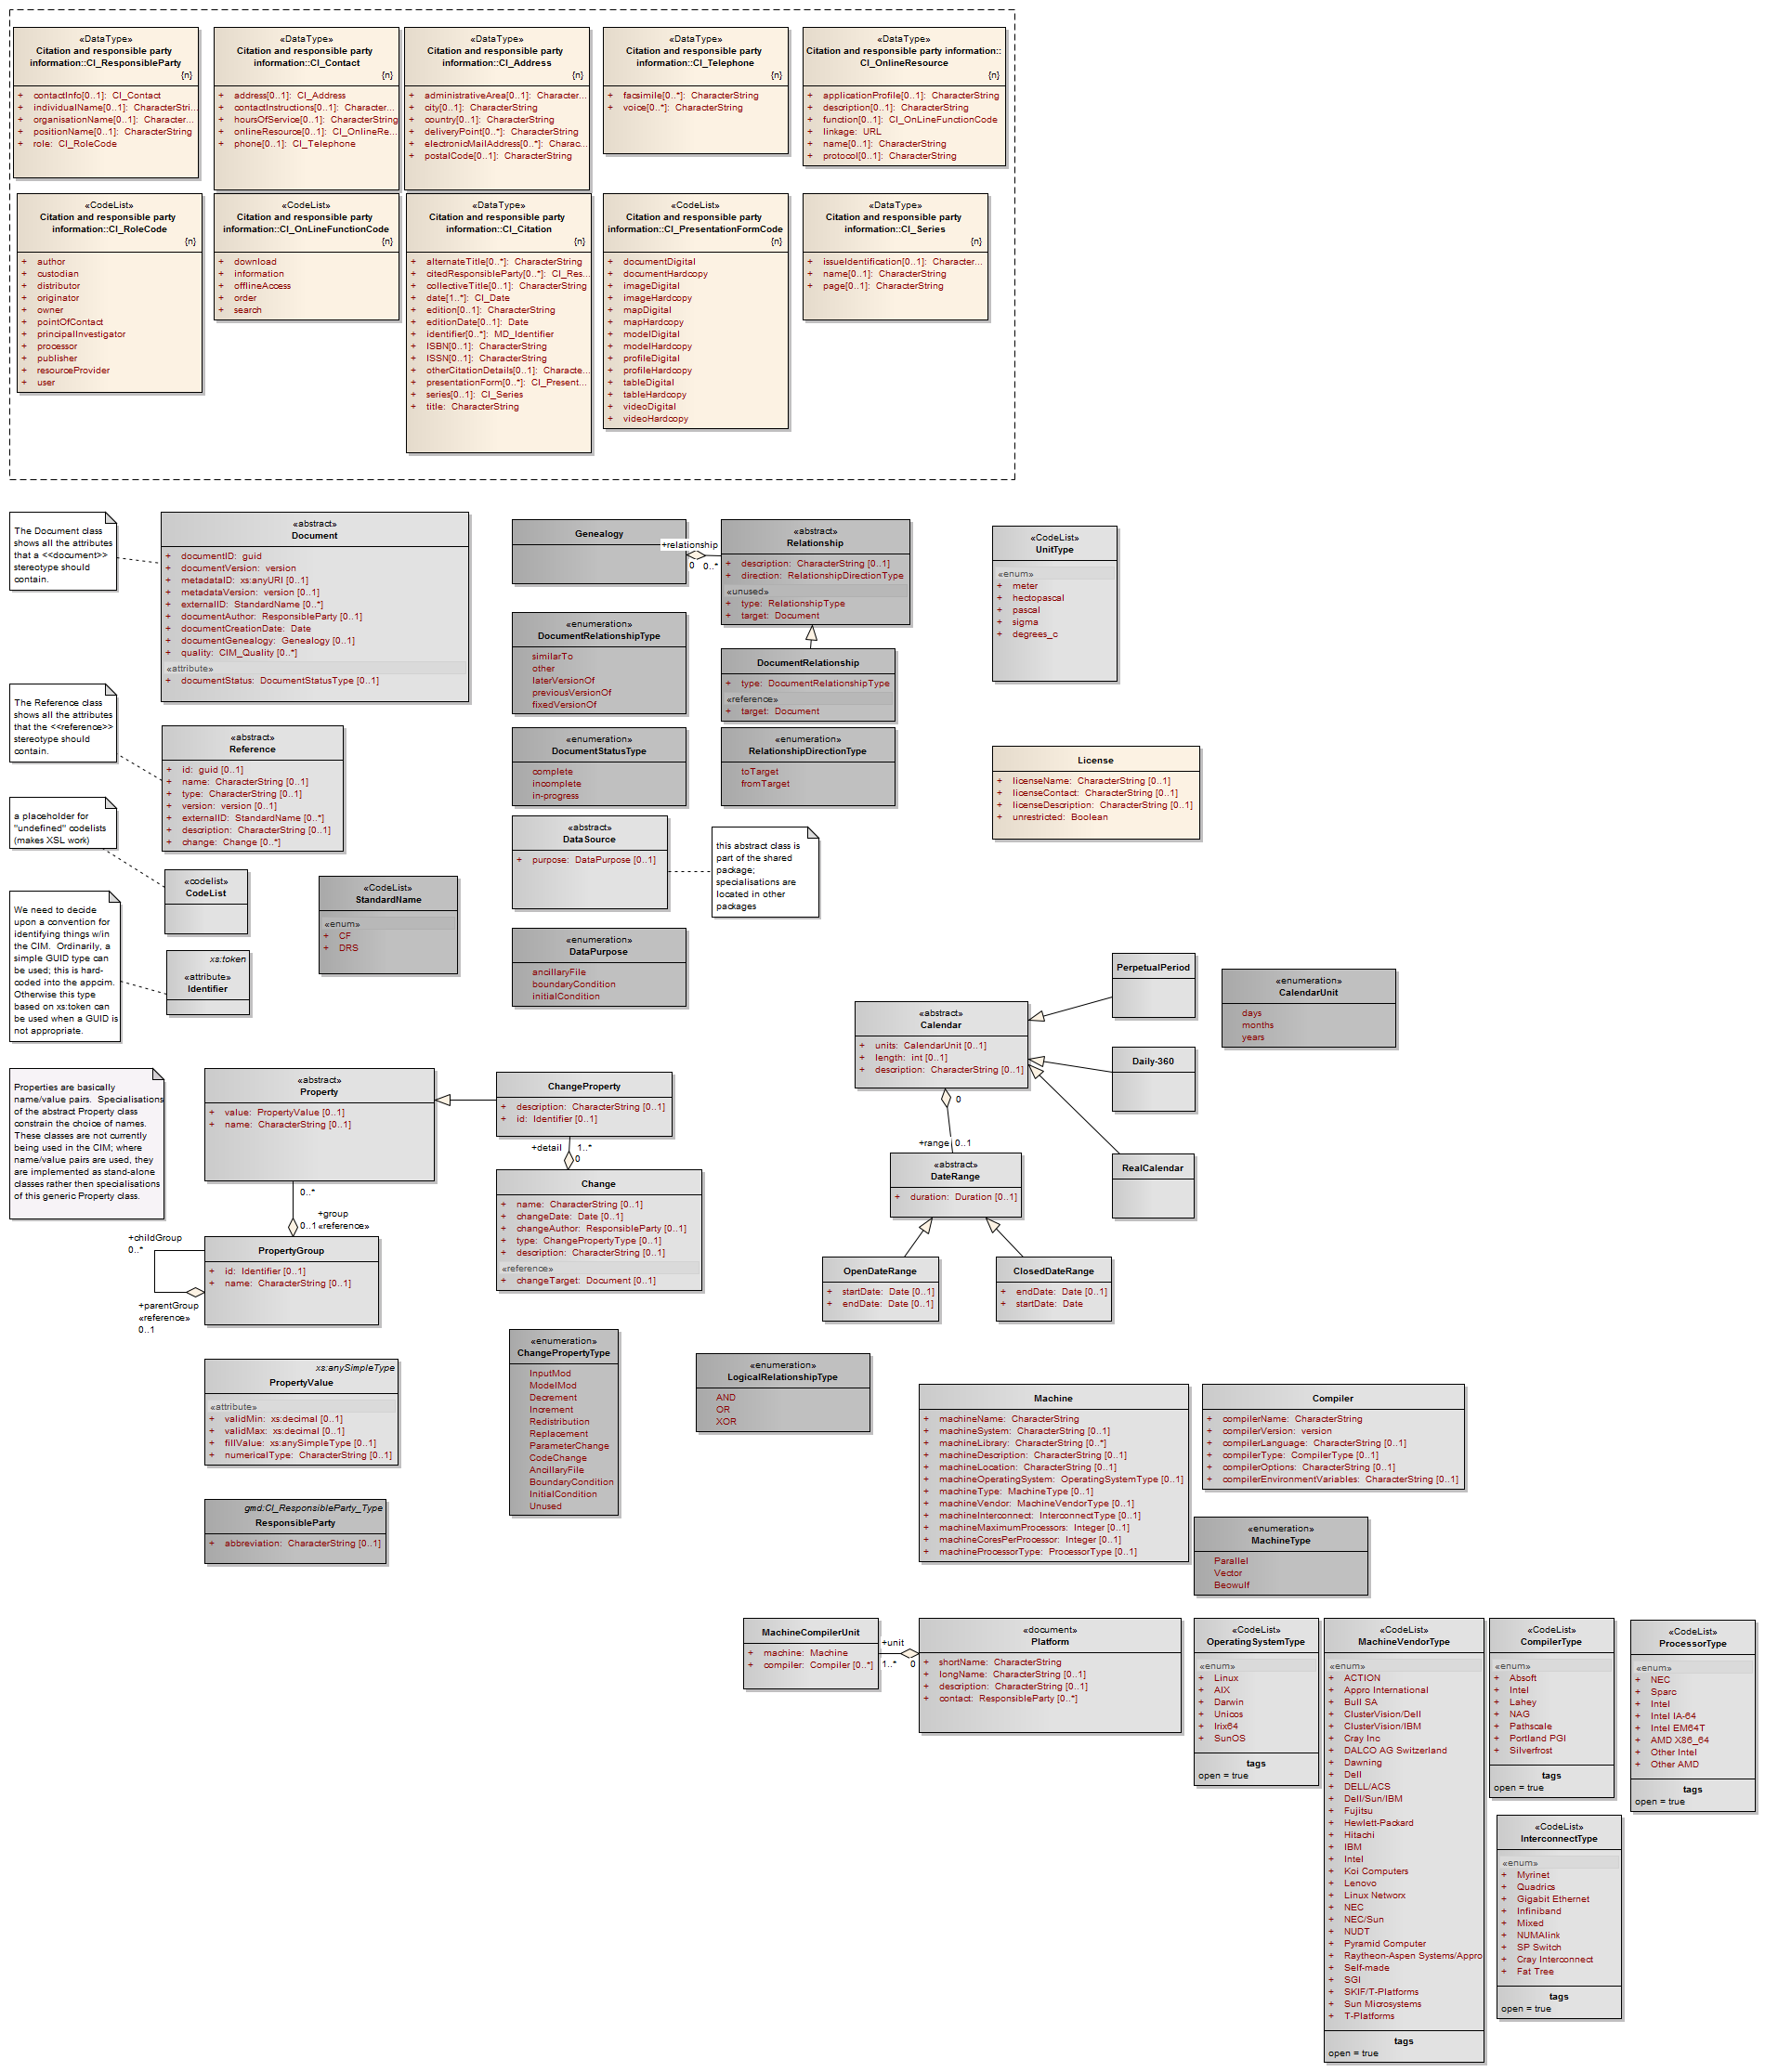 «DataType»
Citation and responsible party
information::CI_ResponsibleParty
{n}
+ contactInfo[0..1]: CI_Contact
+ individualName[0..1]: CharacterStri...
+ organisationName[0..1]: Character...
+ positionName[0..1]: CharacterString
+ role: CI_RoleCode
«DataType»
Citation and responsible party
information::CI_Contact
{n}
+ address[0..1]: CI_Address
+ contactInstructions[0..1]: Character...
+ hoursOfService[0..1]: CharacterString
+ onlineResource[0..1]: CI_OnlineRe...
+ phone[0..1]: CI_Telephone
«DataType»
Citation and responsible party
information::CI_Address
{n}
+ administrativeArea[0..1]: Character...
+ city[0..1]: CharacterString
+ country[0..1]: CharacterString
+ deliveryPoint[0..*]: CharacterString
+ electronicMailAddress[0..*]: Charac...
+ postalCode[0..1]: CharacterString
«DataType»
Citation and responsible party
information::CI_Telephone
{n}
+ facsimile[0..*]: CharacterString
+ voice[0..*]: CharacterString
«DataType»
Citation and responsible party information::
CI_OnlineResource
{n}
+ applicationProfile[0..1]: CharacterString
+ description[0..1]: CharacterString
+ function[0..1]: CI_OnLineFunctionCode
+ linkage: URL
+ name[0..1]: CharacterString
+ protocol[0..1]: CharacterString
«CodeList»
Citation and responsible party
information::CI_RoleCode
{n}
+ author
+ custodian
+ distributor
+ originator
+ owner
+ pointOfContact
+ principalInvestigator
+ processor
+ publisher
+ resourceProvider
+ user
«CodeList»
Citation and responsible party
information::CI_OnLineFunctionCode
{n}
+ download
+ information
+ offlineAccess
+ order
+ search
«DataType»
Citation and responsible party
information::CI_Citation
{n}
+ alternateTitle[0..*]: CharacterString
+ citedResponsibleParty[0..*]: CI_Res...
+ collectiveTitle[0..1]: CharacterString
+ date[1..*]: CI_Date
+ edition[0..1]: CharacterString
+ editionDate[0..1]: Date
+ identifier[0..*]: MD_Identifier
+ ISBN[0..1]: CharacterString
+ ISSN[0..1]: CharacterString
+ otherCitationDetails[0..1]: Characte...
+ presentationForm[0..*]: CI_Present...
+ series[0..1]: CI_Series
+ title: CharacterString
«CodeList»
Citation and responsible party
information::CI_PresentationFormCode
{n}
+ documentDigital
+ documentHardcopy
+ imageDigital
+ imageHardcopy
+ mapDigital
+ mapHardcopy
+ modelDigital
+ modelHardcopy
+ profileDigital
+ profileHardcopy
+ tableDigital
+ tableHardcopy
+ videoDigital
+ videoHardcopy
«DataType»
Citation and responsible party
information::CI_Series
{n}
+ issueIdentification[0..1]: Character...
+ name[0..1]: CharacterString
+ page[0..1]: CharacterString
The Document class
shows all the attributes
that a <<document>>
stereotype should
contain.
«abstract»
Document
+ documentID: guid
+ documentVersion: version
+ metadataID: xs:anyURI [0..1]
+ metadataVersion: version [0..1]
+ externalID: StandardName [0..*]
+ documentAuthor: ResponsibleParty [0..1]
+ documentCreationDate: Date
+ documentGenealogy: Genealogy [0..1]
+ quality: CIM_Quality [0..*]
«attribute»
+ documentStatus: DocumentStatusType [0..1]
Genealogy
+relationship
0 0..*
«abstract»
Relationship
+ description: CharacterString [0..1]
+ direction: RelationshipDirectionType
«unused»
+ type: RelationshipType
+ target: Document
«CodeList»
UnitType
«enum»
+ meter
+ hectopascal
+ pascal
+ sigma
+ degrees_c
«enumeration»
DocumentRelationshipType
similarTo
other
laterVersionOf
previousVersionOf
fixedVersionOf
DocumentRelationship
+ type: DocumentRelationshipType
«reference»
+ target: Document
The Reference class
shows all the attributes
that the <<reference>>
stereotype should
contain.
«abstract»
Reference
+ id: guid [0..1]
+ name: CharacterString [0..1]
+ type: CharacterString [0..1]
+ version: version [0..1]
+ externalID: StandardName [0..*]
+ description: CharacterString [0..1]
+ change: Change [0..*]
«enumeration»
DocumentStatusType
complete
incomplete
in-progress
«enumeration»
RelationshipDirectionType
toTarget
fromTarget
License
+ licenseName: CharacterString [0..1]
+ licenseContact: CharacterString [0..1]
+ licenseDescription: CharacterString [0..1]
+ unrestricted: Boolean
a placeholder for
"undefined" codelists
(makes XSL work)
«codelist»
CodeList
«CodeList»
StandardName
«enum»
+ CF
+ DRS
«abstract»
DataSource
+ purpose: DataPurpose [0..1]
this abstract class is
part of the shared
package;
specialisations are
located in other
packages
We need to decide
upon a convention for
identifying things w/in
the CIM. Ordinarily, a
simple GUID type can
be used; this is hard-
coded into the appcim.
Otherwise this type
based on xs:token can
be used when a GUID is
not appropriate.
xs:token
«attribute»
Identifier
«enumeration»
DataPurpose
ancillaryFile
boundaryCondition
initialCondition
«abstract»
Calendar
+ units: CalendarUnit [0..1]
+ length: int [0..1]
+ description: CharacterString [0..1]
PerpetualPeriod
Daily-360
RealCalendar
«enumeration»
CalendarUnit
days
months
years
0
+range 0..1
«abstract»
DateRange
+ duration: Duration [0..1]
OpenDateRange
+ startDate: Date [0..1]
+ endDate: Date [0..1]
ClosedDateRange
+ endDate: Date [0..1]
+ startDate: Date
Properties are basically
name/value pairs. Specialisations
of the abstract Property class
constrain the choice of names.
These classes are not currently
being used in the CIM; where
name/value pairs are used, they
are implemented as stand-alone
classes rather then specialisations
of this generic Property class.
«abstract»
Property
+ value: PropertyValue [0..1]
+ name: CharacterString [0..1]
ChangeProperty
+ description: CharacterString [0..1]
+ id: Identifier [0..1]
+detail 1..*
0
Change
+ name: CharacterString [0..1]
+ changeDate: Date [0..1]
+ changeAuthor: ResponsibleParty [0..1]
+ type: ChangePropertyType [0..1]
+ description: CharacterString [0..1]
«reference»
+ changeTarget: Document [0..1]
0..*
+group
0..1 «reference»
+childGroup
0..*
PropertyGroup
+ id: Identifier [0..1]
+ name: CharacterString [0..1]
+parentGroup
«reference»
0..1
xs:anySimpleType
PropertyValue
«attribute»
+ validMin: xs:decimal [0..1]
+ validMax: xs:decimal [0..1]
+ fillValue: xs:anySimpleType [0..1]
+ numericalType: CharacterString [0..1]
gmd:CI_ResponsibleParty_Type
ResponsibleParty
+ abbreviation: CharacterString [0..1]
«enumeration»
ChangePropertyType
InputMod
ModelMod
Decrement
Increment
Redistribution
Replacement
ParameterChange
CodeChange
AncillaryFile
BoundaryCondition
InitialCondition
Unused
«enumeration»
LogicalRelationshipType
AND
OR
XOR
Machine
+ machineName: CharacterString
+ machineSystem: CharacterString [0..1]
+ machineLibrary: CharacterString [0..*]
+ machineDescription: CharacterString [0..1]
+ machineLocation: CharacterString [0..1]
+ machineOperatingSystem: OperatingSystemType [0..1]
+ machineType: MachineType [0..1]
+ machineVendor: MachineVendorType [0..1]
+ machineInterconnect: InterconnectType [0..1]
+ machineMaximumProcessors: Integer [0..1]
+ machineCoresPerProcessor: Integer [0..1]
+ machineProcessorType: ProcessorType [0..1]
Compiler
+ compilerName: CharacterString
+ compilerVersion: version
+ compilerLanguage: CharacterString [0..1]
+ compilerType: CompilerType [0..1]
+ compilerOptions: CharacterString [0..1]
+ compilerEnvironmentVariables: CharacterString [0..1]
«enumeration»
MachineType
Parallel
Vector
Beowulf
MachineCompilerUnit
+ machine: Machine
+ compiler: Compiler [0..*]
+unit
1..* 0
«document»
Platform
+ shortName: CharacterString
+ longName: CharacterString [0..1]
+ description: CharacterString [0..1]
+ contact: ResponsibleParty [0..*]
«CodeList»
OperatingSystemType
«enum»
+ Linux
+ AIX
+ Darwin
+ Unicos
+ Irix64
+ SunOS
tags
open = true
«CodeList»
MachineVendorType
«enum»
+ ACTION
+ Appro International
+ Bull SA
+ ClusterVision/Dell
+ ClusterVision/IBM
+ Cray Inc
+ DALCO AG Switzerland
+ Dawning
+ Dell
+ DELL/ACS
+ Dell/Sun/IBM
+ Fujitsu
+ Hewlett-Packard
+ Hitachi
+ IBM
+ Intel
+ Koi Computers
+ Lenovo
+ Linux Networx
+ NEC
+ NEC/Sun
+ NUDT
+ Pyramid Computer
+ Raytheon-Aspen Systems/Appro
+ Self-made
+ SGI
+ SKIF/T-Platforms
+ Sun Microsystems
+ T-Platforms
tags
open = true
«CodeList»
CompilerType
«enum»
+ Absoft
+ Intel
+ Lahey
+ NAG
+ Pathscale
+ Portland PGI
+ Silverfrost
tags
open = true
«CodeList»
ProcessorType
«enum»
+ NEC
+ Sparc
+ Intel
+ Intel IA-64
+ Intel EM64T
+ AMD X86_64
+ Other Intel
+ Other AMD
tags
open = true
«CodeList»
InterconnectType
«enum»
+ Myrinet
+ Quadrics
+ Gigabit Ethernet
+ Infiniband
+ Mixed
+ NUMAlink
+ SP Switch
+ Cray Interconnect
+ Fat Tree
tags
open = true